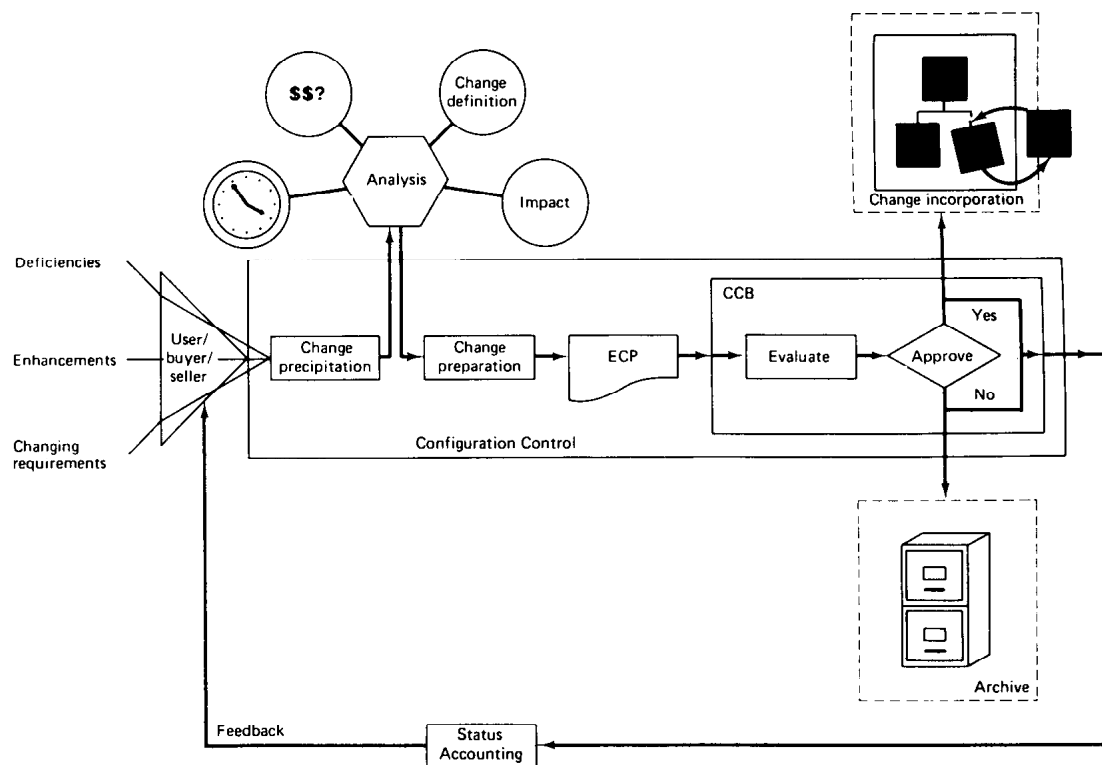 $$?
Change
definition
Analysis
Impact
Change incorporation
Deficiencies
Enhancements
Changing
requirements
User/
buyer/
seller
Change
precipitation
Change
preparation
ECP
CCB
Evaluate
Approve
Yes
No
Configuration Control
Archive
Feedback
Status
Accounting